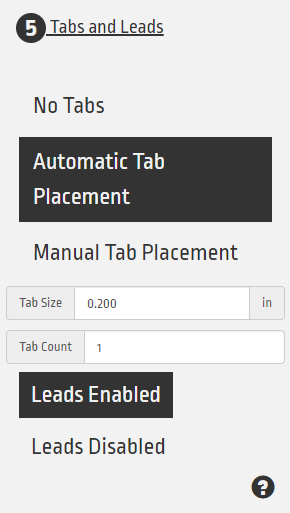 5 Tabs and Leads
No Tabs
Automatic Tab
Placement
Manual Tab Placement
Tab Size 0.200 in
Tab Count 1
Leads Enabled
Leads Disabled
?